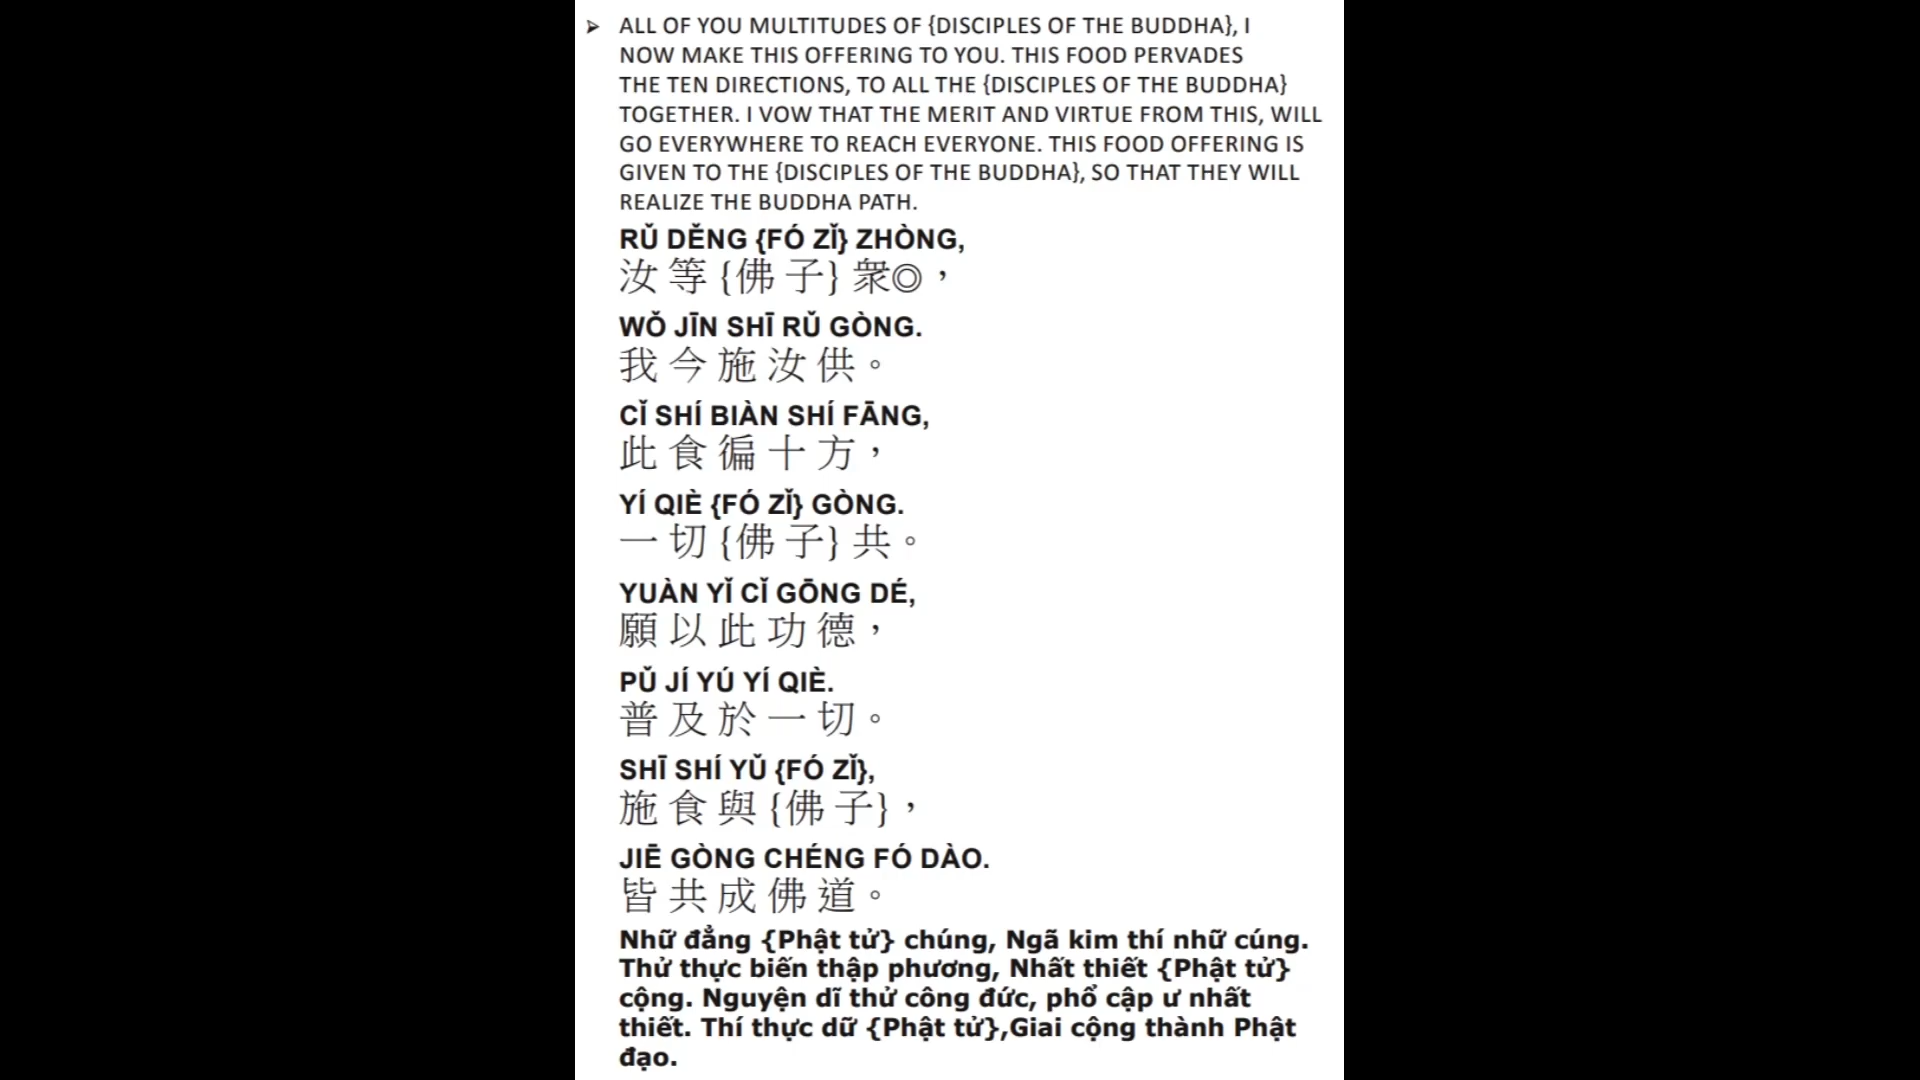 ➢ ALL OF YOU MULTITUDES OF {DISCIPLES OF THE BUDDHA}, I
NOW MAKE THIS OFFERING TO YOU. THIS FOOD PERVADES
THE TEN DIRECTIONS, TO ALL THE {DISCIPLES OF THE BUDDHA}
TOGETHER. I VOW THAT THE MERIT AND VIRTUE FROM THIS, WILL
GO EVERYWHERE TO REACH EVERYONE. THIS FOOD OFFERING IS
GIVEN TO THE {DISCIPLES OF THE BUDDHA}, SO THAT THEY WILL
REALIZE THE BUDDHA PATH.
RǓ DĚNG {FÓ ZǏ} ZHÒNG,
汝 等 {佛 子} 衆◎，
WǑ JĪN SHĪ RǓ GÒNG.
我 今 施 汝 供。
CǏ SHÍ BIÀN SHÍ FĀNG,
此 食 徧 十 方，
YÍ QIÈ {FÓ ZǏ} GÒNG.
一 切 {佛 子} 共。
YUÀN YǏ CǏ GŌNG DÉ,
願 以 此 功 德，
PǓ JÍ YÚ YÍ QIÈ.
普 及 於 一 切。
SHĪ SHÍ YǓ {FÓ ZǏ},
施 食 與 {佛 子}，
JIĒ GÒNG CHÉNG FÓ DÀO.
皆 共 成 佛 道。
Nhữ đẳng {Phật tử} chúng, Ngã kim thí nhữ cúng.
Thử thực biến thập phương, Nhất thiết {Phật tử}
cộng. Nguyện dĩ thử công đức, phổ cập ư nhất
thiết. Thí thực dữ {Phật tử},Giai cộng thành Phật
đạo.